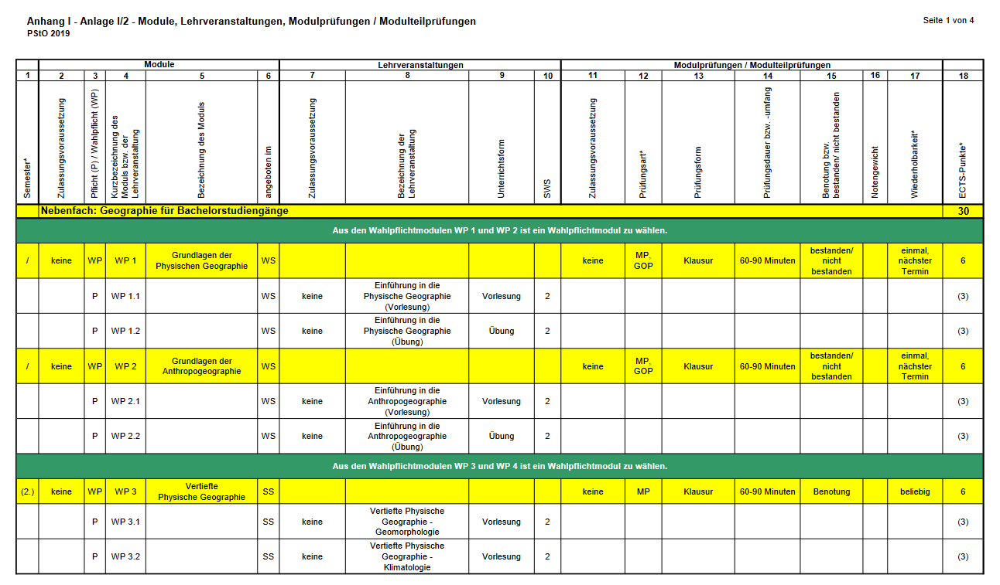 Anhang I - Anlage I/2 - Module, Lehrveranstaltungen, Modulprüfungen / Modulteilprüfungen
PStO 2019
Seite 1 von 4
Module Lehrveranstaltungen Modulprüfungen / Modulteilprüfungen
1 2 3 4 5 6 7 8 9 10 11 12 13 14 15 16 17 18
Semester*
Zulassungsvoraussetzung
Pflicht (P) / Wahlpflicht (WP)
Kurzbezeichnung des
Moduls bzw. der
Lehrveranstaltung
Bezeichnung des Moduls
angeboten im
Zulassungsvoraussetzung
Bezeichnung der
Lehrveranstaltung
Unterrichtsform
SWS
Zulassungsvoraussetzung
Prüfungsart*
Prüfungsform
Prüfungsdauer bzw. -umfang
Benotung bzw.
bestanden/ nicht bestanden
Notengewicht
Wiederholbarkeit*
ECTS-Punkte*
Nebenfach: Geographie für Bachelorstudiengänge 30
Aus den Wahlpflichtmodulen WP 1 und WP 2 ist ein Wahlpflichtmodul zu wählen.
/ keine WP WP 1
Grundlagen der
Physischen Geographie
WS keine
MP,
GOP
Klausur 60-90 Minuten
bestanden/
nicht
bestanden
einmal,
nächster
Termin
6
P WP 1.1 WS keine
Einführung in die
Physische Geographie
(Vorlesung)
Vorlesung 2 (3)
P WP 1.2 WS keine
Einführung in die
Physische Geographie
(Übung)
Übung 2 (3)
/ keine WP WP 2
Grundlagen der
Anthropogeographie
WS keine
MP,
GOP
Klausur 60-90 Minuten
bestanden/
nicht
bestanden
einmal,
nächster
Termin
6
P WP 2.1 WS keine
Einführung in die
Anthropogeographie
(Vorlesung)
Vorlesung 2 (3)
P WP 2.2 WS keine
Einführung in die
Anthropogeographie
(Übung)
Übung 2 (3)
Aus den Wahlpflichtmodulen WP 3 und WP 4 ist ein Wahlpflichtmodul zu wählen.
(2.) keine WP WP 3
Vertiefte
Physische Geographie
SS keine MP Klausur 60-90 Minuten Benotung beliebig 6
P WP 3.1 SS keine
Vertiefte Physische
Geographie -
Geomorphologie
Vorlesung 2 (3)
P WP 3.2 SS keine
Vertiefte Physische
Geographie -
Klimatologie
Vorlesung 2 (3)